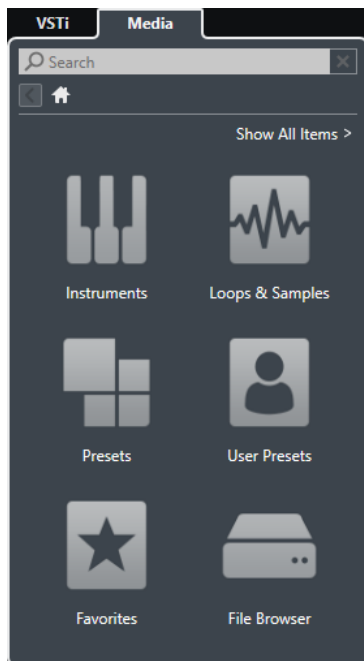 VSTi Media
Search
Show All Items >
Instruments Loops & Samples
Presets User Presets
Favorites File Browser